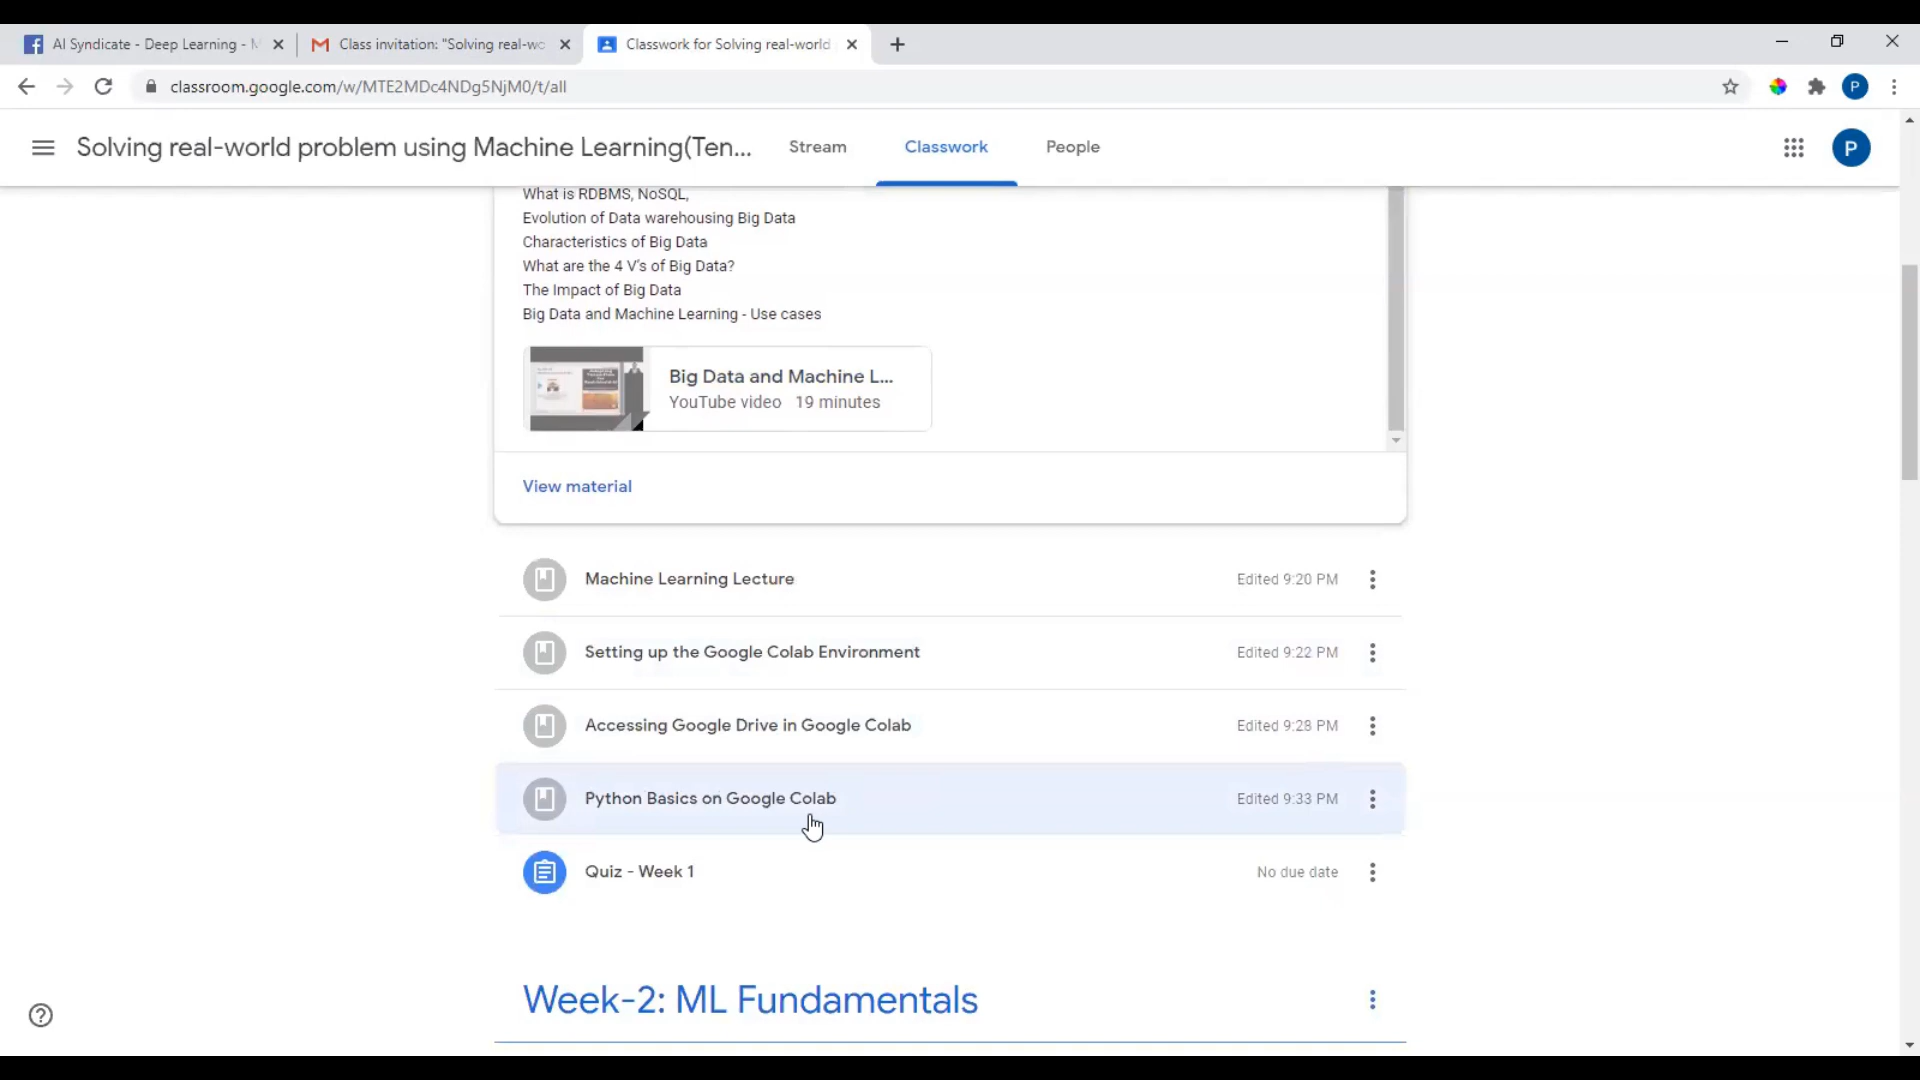 AI Syndicate - Deep Learning - M
Class invitation: "Solving real-wo
Classwork for Solving real-world
classroom.google.com/w/MTE2MDc4NDg5NjM0/t/all
P
Solving real-world problem using Machine Learning(Ten...
Stream
Classwork
People
P
What is RDBMS, NoSQL,
Evolution of Data warehousing Big Data
Characteristics of Big Data
What are the 4 V's of Big Data?
The Impact of Big Data
Big Data and Machine Learning - Use cases
Big Data and Machine L...
YouTube video 19 minutes
View material
Machine Learning Lecture
Edited 9:20 PM
Setting up the Google Colab Environment
Edited 9:22 PM
Accessing Google Drive in Google Colab
Edited 9:28 PM
Python Basics on Google Colab
Edited 9:33 PM
Quiz - Week 1
No due date
Week-2: ML Fundamentals